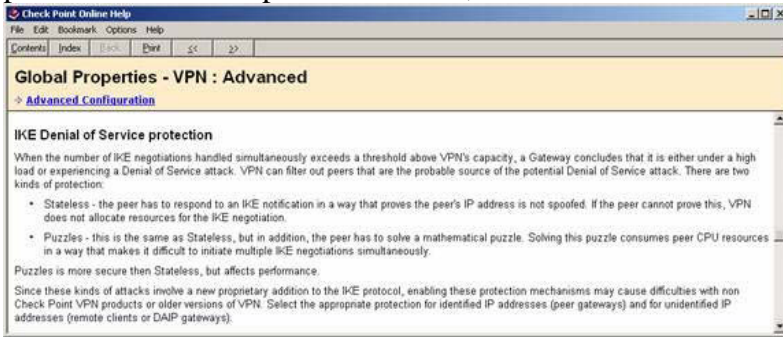 Check Point Online Help
File Edit Bookmark Options Help
Contents Index Back Print << >>
Global Properties - VPN : Advanced
Advanced Configuration
IKE Denial of Service protection
When the number of IKE negotiations handled simultaneously exceeds a threshold above VPN's capacity, a Gateway concludes that it is either under a high
load or experiencing a Denial of Service attack. VPN can filter out peers that are the probable source of the potential Denial of Service attack. There are two
kinds of protection:
• Stateless - the peer has to respond to an IKE notification in a way that proves the peer's IP address is not spoofed. If the peer cannot prove this, VPN
does not allocate resources for the IKE negotiation.
• Puzzles - this is the same as Stateless, but in addition, the peer has to solve a mathematical puzzle. Solving this puzzle consumes peer CPU resources
in a way that makes it difficult to initiate multiple IKE negotiations simultaneously.
Puzzles is more secure then Stateless, but affects performance.
Since these kinds of attacks involve a new proprietary addition to the IKE protocol, enabling these protection mechanisms may cause difficulties with non
Check Point VPN products or older versions of VPN. Select the appropriate protection for identified IP addresses (peer gateways) and for unidentified IP
addresses (remote clients or DAIP gateways):